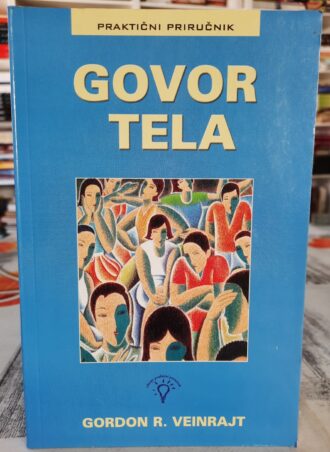 PRAKTIČNI PRIRUČNIK
GOVOR
TELA
GORDON R. VEINRAJT